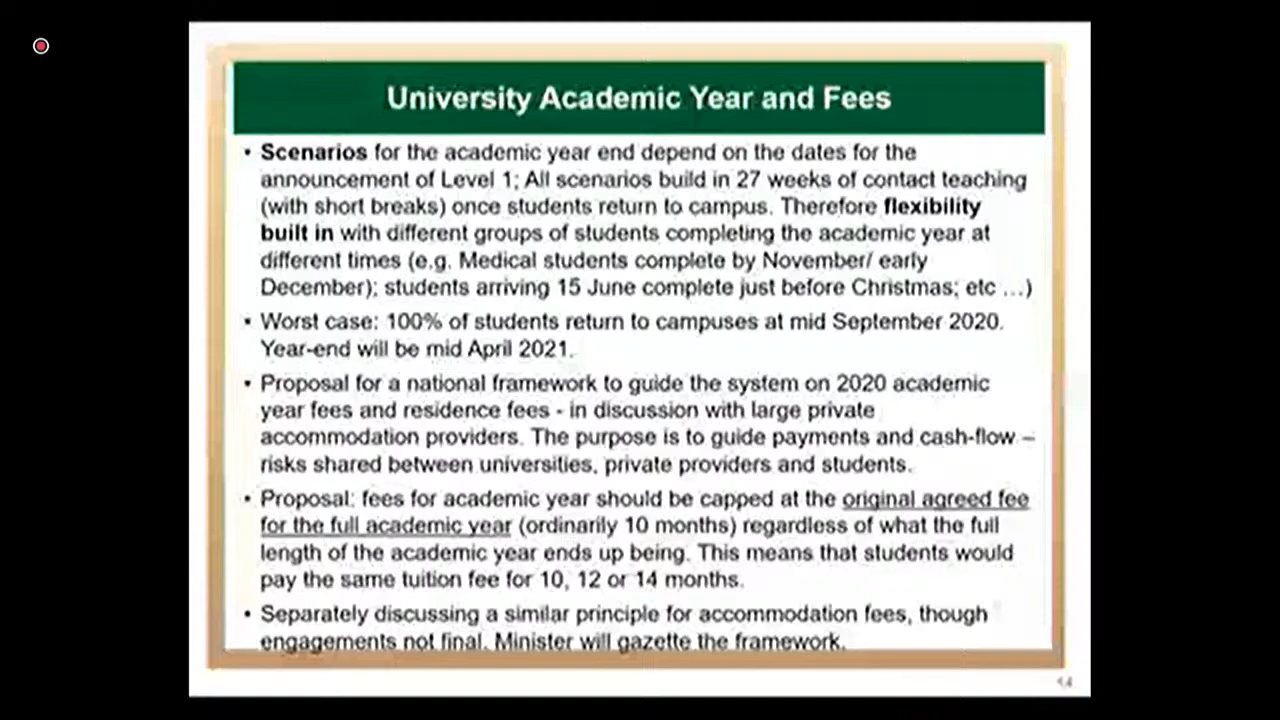 University Academic Year and Fees
• Scenarios for the academic year end depend on the dates for the
announcement of Level 1; All scenarios build in 27 weeks of contact teaching
(with short breaks) once students return to campus. Therefore flexibility
built in with different groups of students completing the academic year at
different times (e.g. Medical students complete by November/ early
December); students arriving 15 June complete just before Christmas; etc …)
• Worst case: 100% of students return to campuses at mid September 2020.
Year-end will be mid April 2021.
• Proposal for a national framework to guide the system on 2020 academic
year fees and residence fees - in discussion with large private
accommodation providers. The purpose is to guide payments and cash-flow –
risks shared between universities, private providers and students.
• Proposal: fees for academic year should be capped at the original agreed fee
for the full academic year (ordinarily 10 months) regardless of what the full
length of the academic year ends up being. This means that students would
pay the same tuition fee for 10, 12 or 14 months.
• Separately discussing a similar principle for accommodation fees, though
engagements not final. Minister will gazette the framework.
14